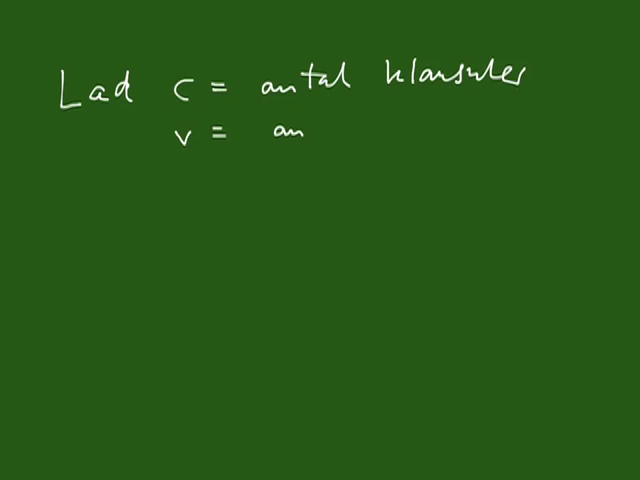 Lad c = antal klausuler
v = an